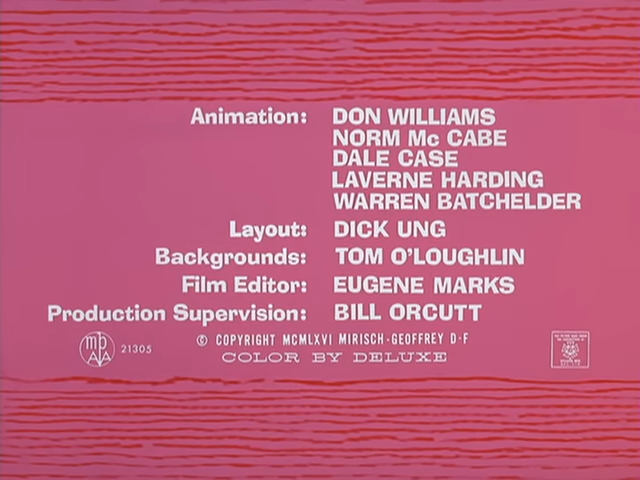 Animation: DON WILLIAMS
NORM Mc CABE
DALE CASE
LAVERNE HARDING
WARREN BATCHELDER
Layout: DICK UNG
Backgrounds: TOM O'LOUGHLIN
Film Editor: EUGENE MARKS
Production Supervision: BILL ORCUTT
© COPYRIGHT MCMLXVI MIRISCH-GEOFFREY D-F
COLOR BY DELUXE
mpAA 21305